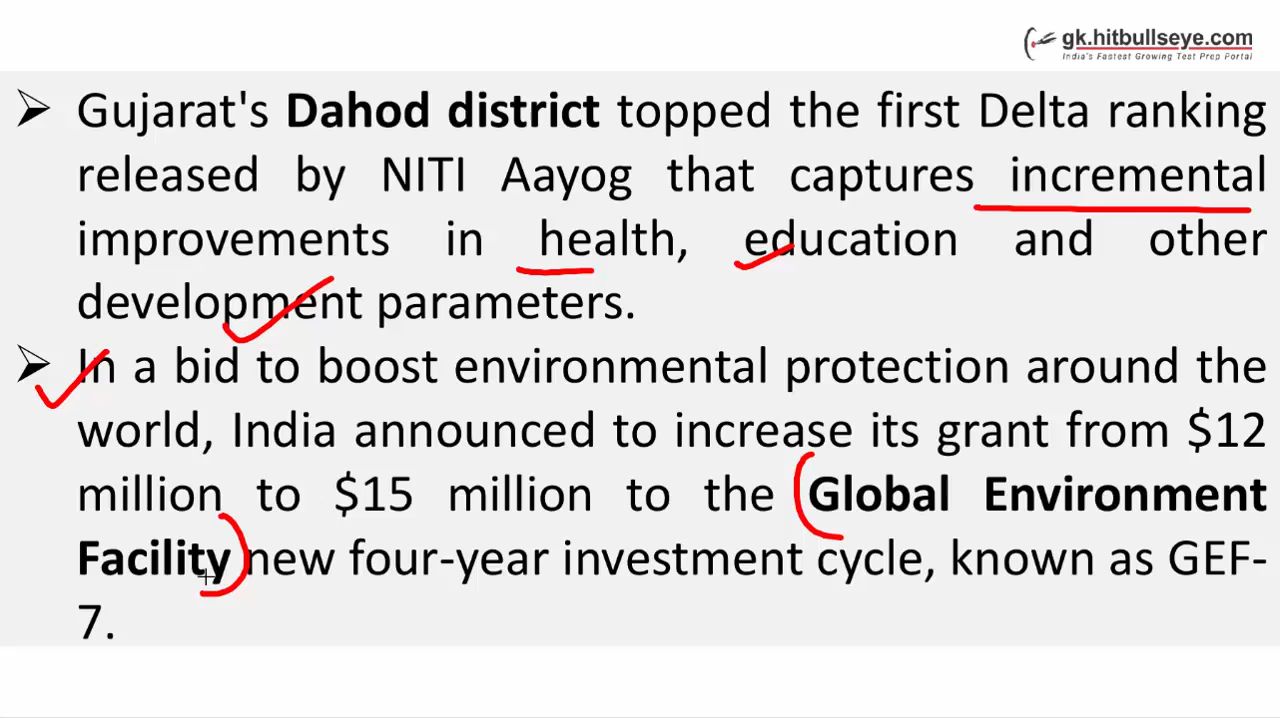 gk.hitbullseye.com
India's Fastest Growing Test Prep Portal
➢ Gujarat's Dahod district topped the first Delta ranking
released by NITI Aayog that captures incremental
improvements in health, education and other
development parameters.
➢ In a bid to boost environmental protection around the
world, India announced to increase its grant from $12
million to $15 million to the Global Environment
Facility new four-year investment cycle, known as GEF-
7.